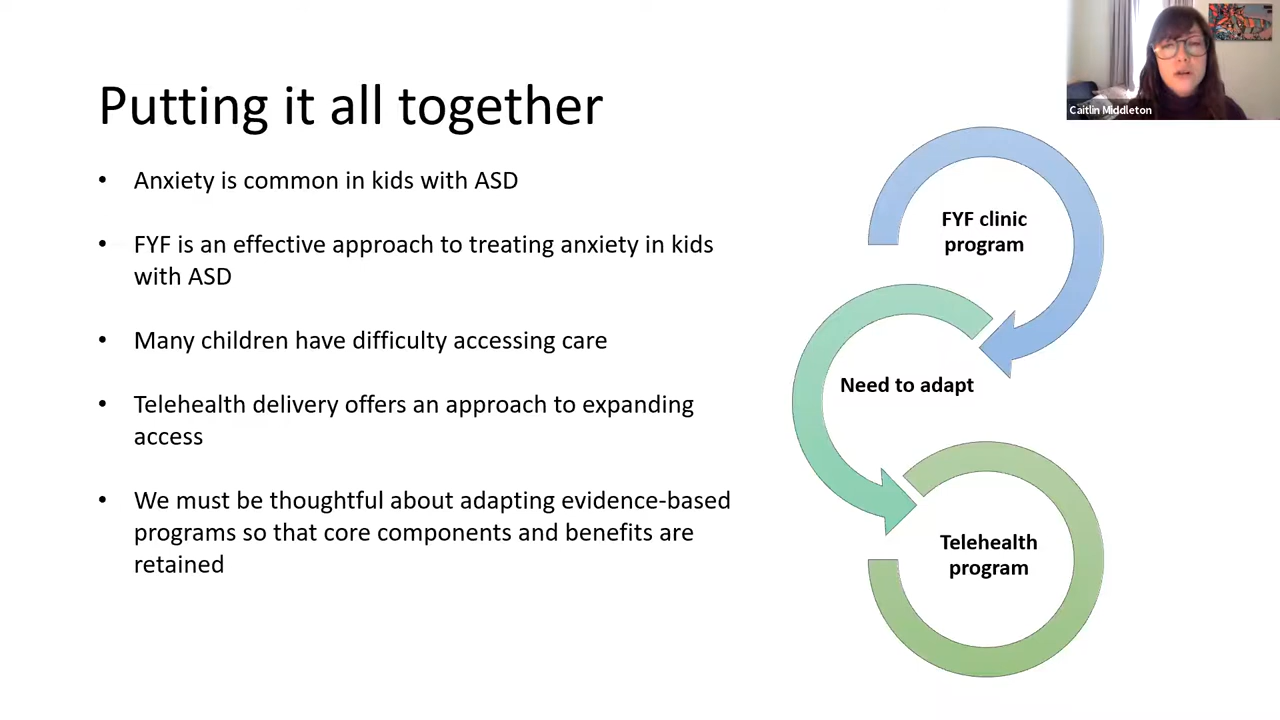 Putting it all together
• Anxiety is common in kids with ASD
• FYF is an effective approach to treating anxiety in kids
with ASD
• Many children have difficulty accessing care
• Telehealth delivery offers an approach to expanding
access
• We must be thoughtful about adapting evidence-based
programs so that core components and benefits are
retained
Caitlin Middleton
FYF clinic
program
Need to adapt
Telehealth
program